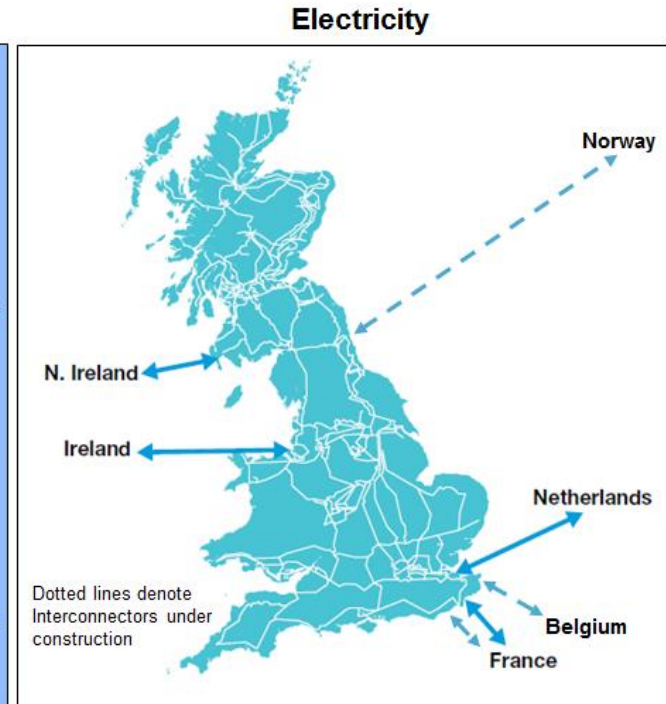 Electricity
Norway
N. Ireland
Ireland
Netherlands
Dotted lines denote
Interconnectors under
construction
Belgium
France